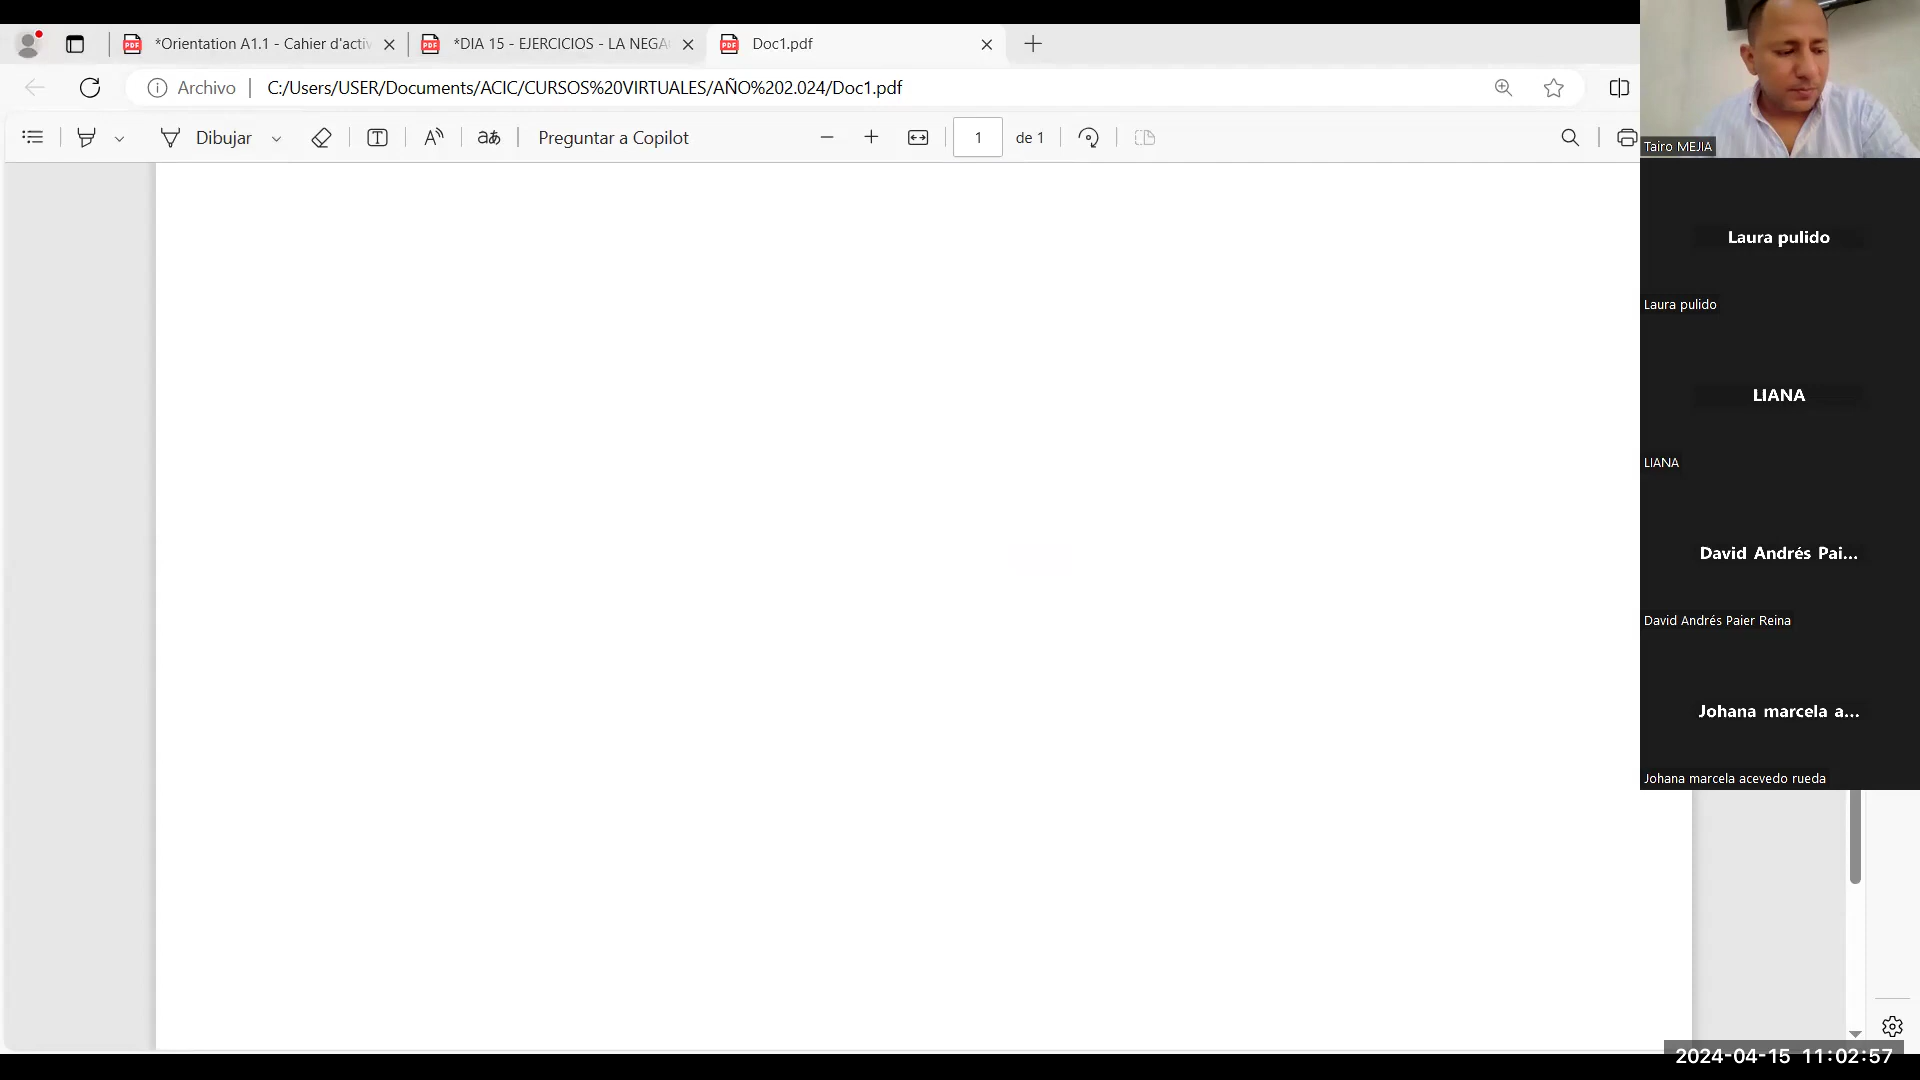 *Orientation A1.1 - Cahier d'activ
*DIA 15 - EJERCICIOS - LA NEGA
Doc1.pdf
Archivo
C:/Users/USER/Documents/ACIC/CURSOS%20VIRTUALES/AÑO%202.024/Doc1.pdf
Dibujar
Preguntar a Copilot
1
de 1
Tairo MEJIA
Laura pulido
Laura pulido
LIANA
LIANA
David Andrés Pai...
David Andrés Paier Reina
Johana marcela a...
Johana marcela acevedo rueda
2024-04-15 11:02:57